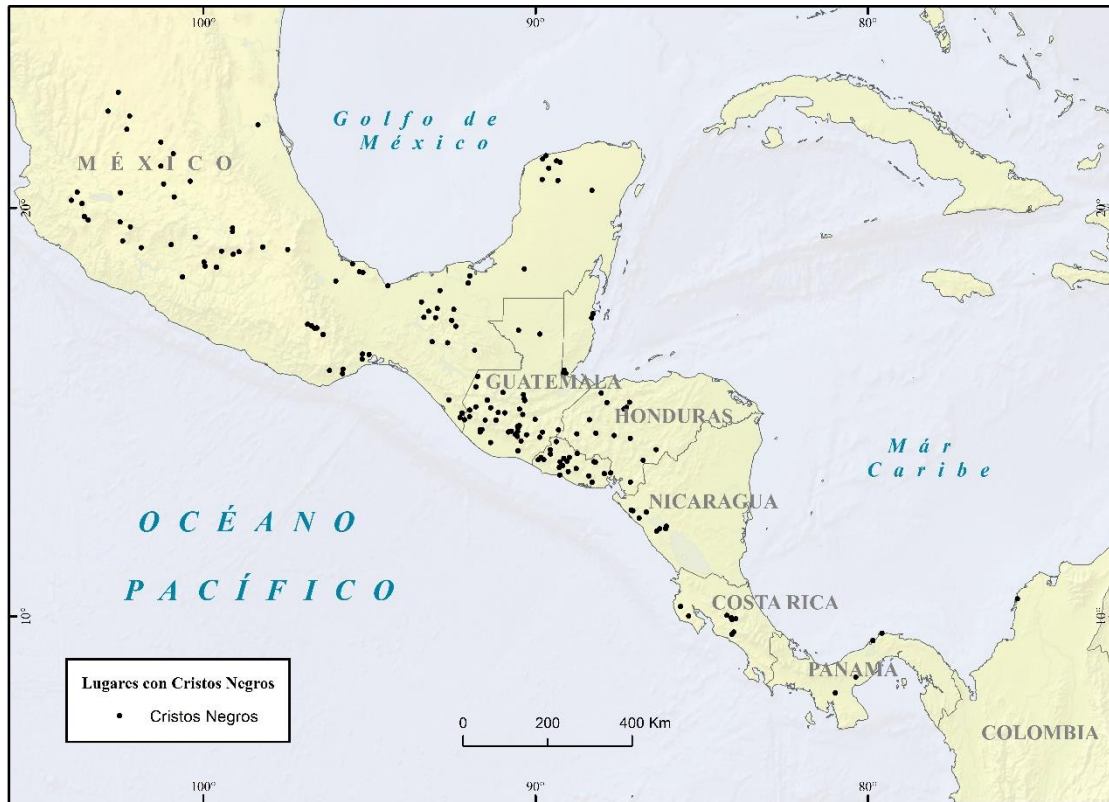 100°
90°
80°
Golfo de
México
MÉXICO
20°
20°
GUATEMALA
HONDURAS
Már
Caribe
NICARAGUA
OCÉANO
PACÍFICO
COSTA RICA
10°
10°
PANAMÁ
Lugares con Cristos Negros
Cristos Negros
0 200 400 Km
COLOMBIA
100°
90°
80°